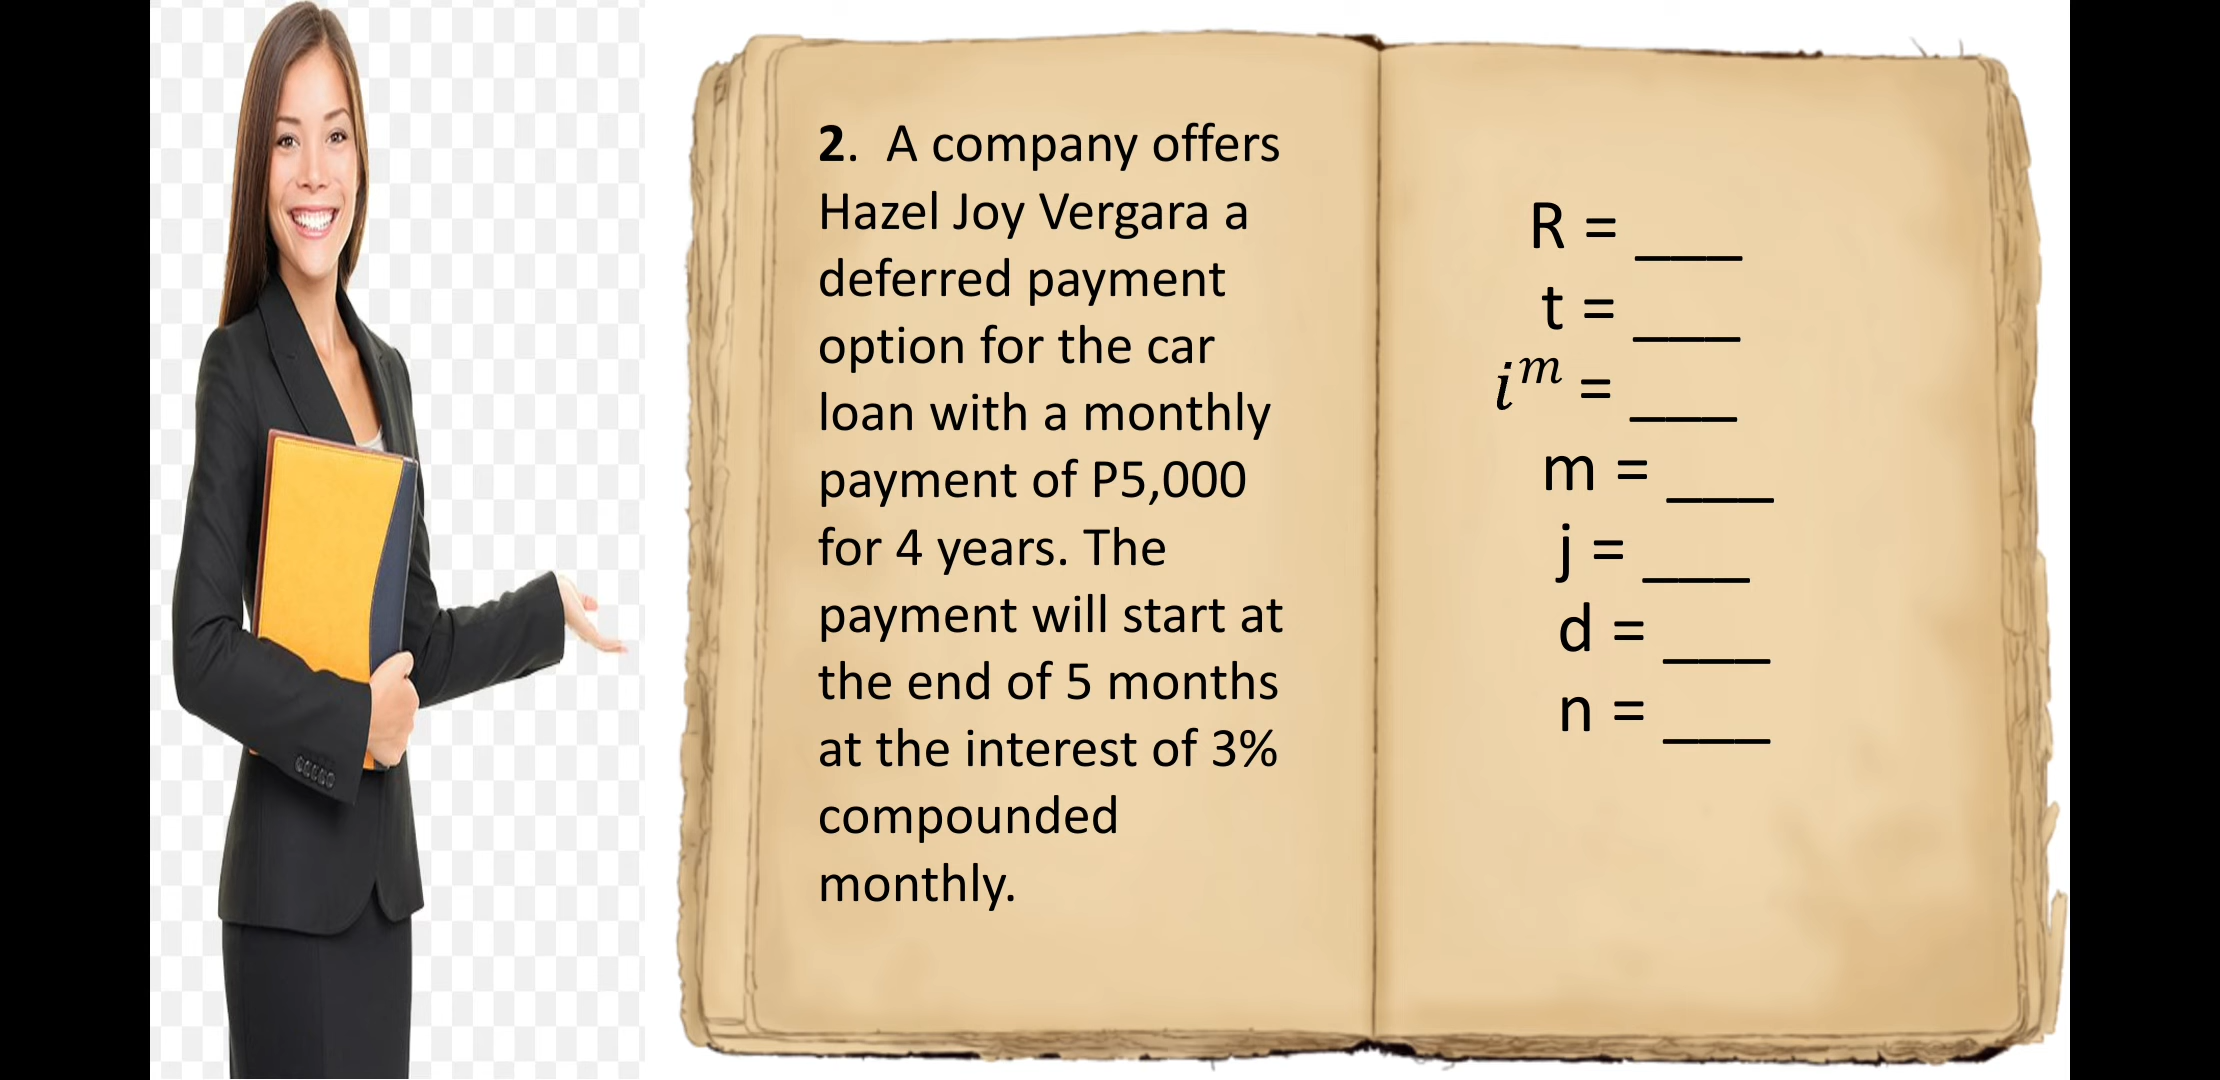 2. A company offers
Hazel Joy Vergara a
deferred payment
option for the car
loan with a monthly
payment of P5,000
for 4 years. The
payment will start at
the end of 5 months
at the interest of 3%
compounded
monthly.
R = ___
t = ___
i^m = ___
m = ___
j = ___
d = ___
n = ___